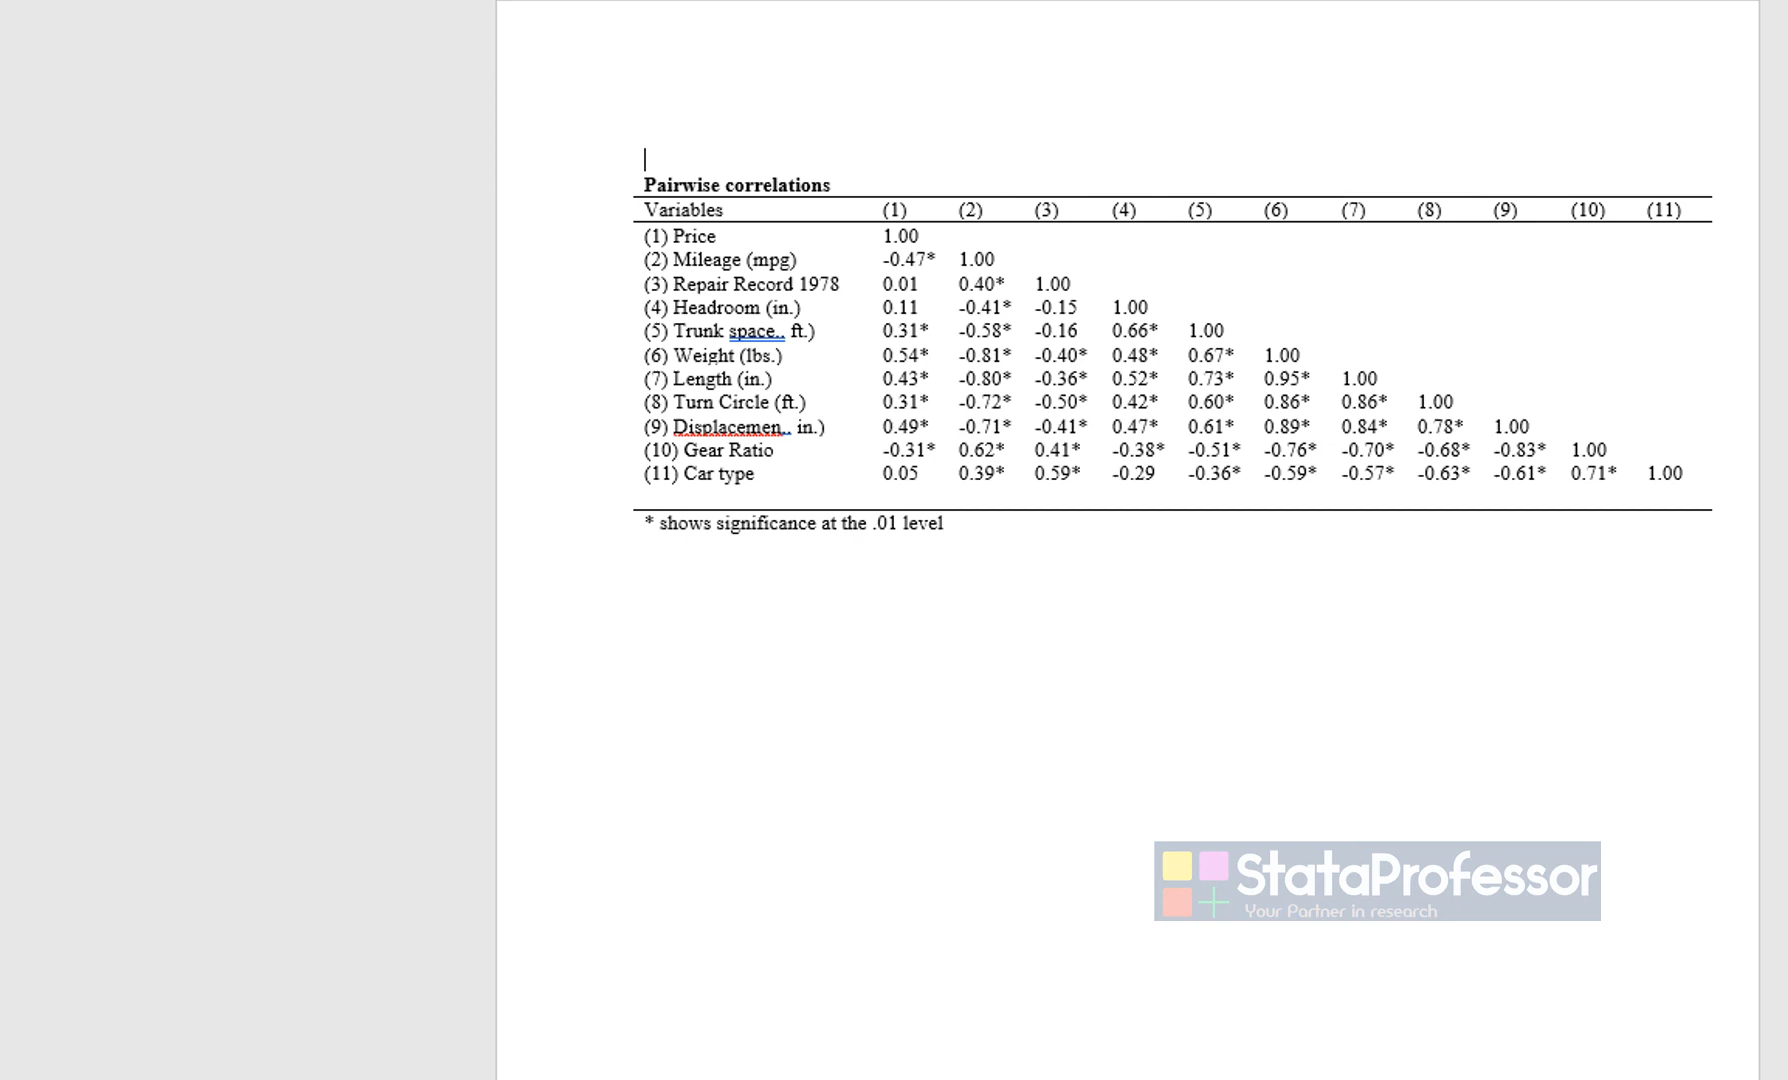 Pairwise correlations
Variables (1) (2) (3) (4) (5) (6) (7) (8) (9) (10) (11)
(1) Price 1.00
(2) Mileage (mpg) -0.47* 1.00
(3) Repair Record 1978 0.01 0.40* 1.00
(4) Headroom (in.) 0.11 -0.41* -0.15 1.00
(5) Trunk space.. ft.) 0.31* -0.58* -0.16 0.66* 1.00
(6) Weight (lbs.) 0.54* -0.81* -0.40* 0.48* 0.67* 1.00
(7) Length (in.) 0.43* -0.80* -0.36* 0.52* 0.73* 0.95* 1.00
(8) Turn Circle (ft.) 0.31* -0.72* -0.50* 0.42* 0.60* 0.86* 0.86* 1.00
(9) Displacemen.. in.) 0.49* -0.71* -0.41* 0.47* 0.61* 0.89* 0.84* 0.78* 1.00
(10) Gear Ratio -0.31* 0.62* 0.41* -0.38* -0.51* -0.76* -0.70* -0.68* -0.83* 1.00
(11) Car type 0.05 0.39* 0.59* -0.29 -0.36* -0.59* -0.57* -0.63* -0.61* 0.71* 1.00
* shows significance at the .01 level
StataProfessor
Your Partner in research